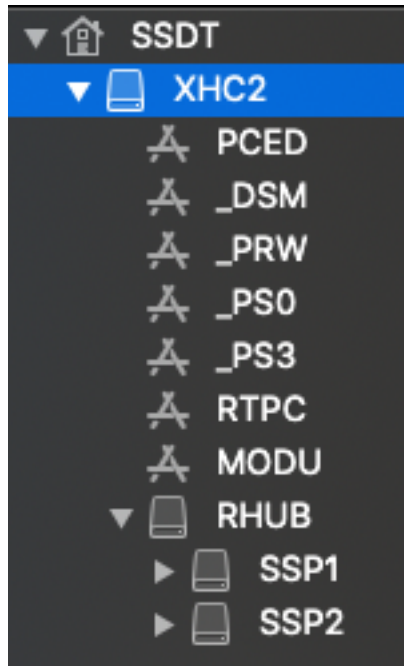 SSDT
XHC2
PCED
_DSM
_PRW
_PS0
_PS3
RTPC
MODU
RHUB
SSP1
SSP2